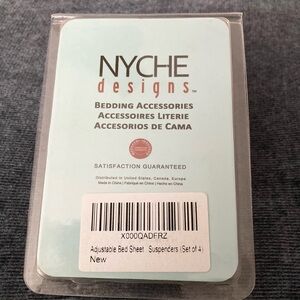 NYCHE
designs™
BEDDING ACCESSORIES
ACCESSOIRES LITERIE
ACCESORIOS DE CAMA
SATISFACTION GUARANTEED
Distributed in United States, Canada, Europe
Made in China | Fabriqué en Chine | Hecho en China
X000QADFRZ
Adjustable Bed Sheet Suspenders (Set of 4)
New